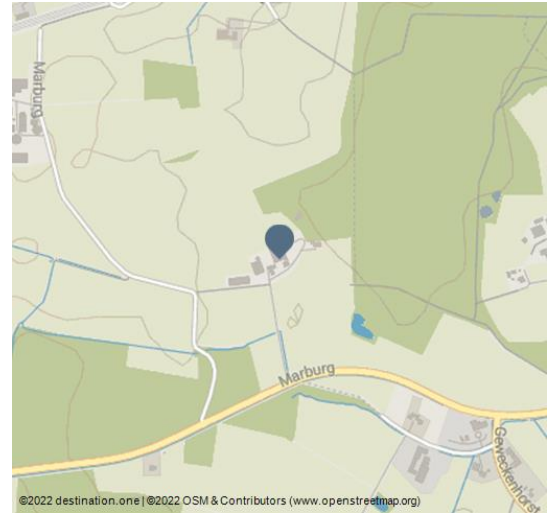 Marburg
Marburg
Geweckenhorst
©2022 destination.one | ©2022 OSM & Contributors (www.openstreetmap.org)